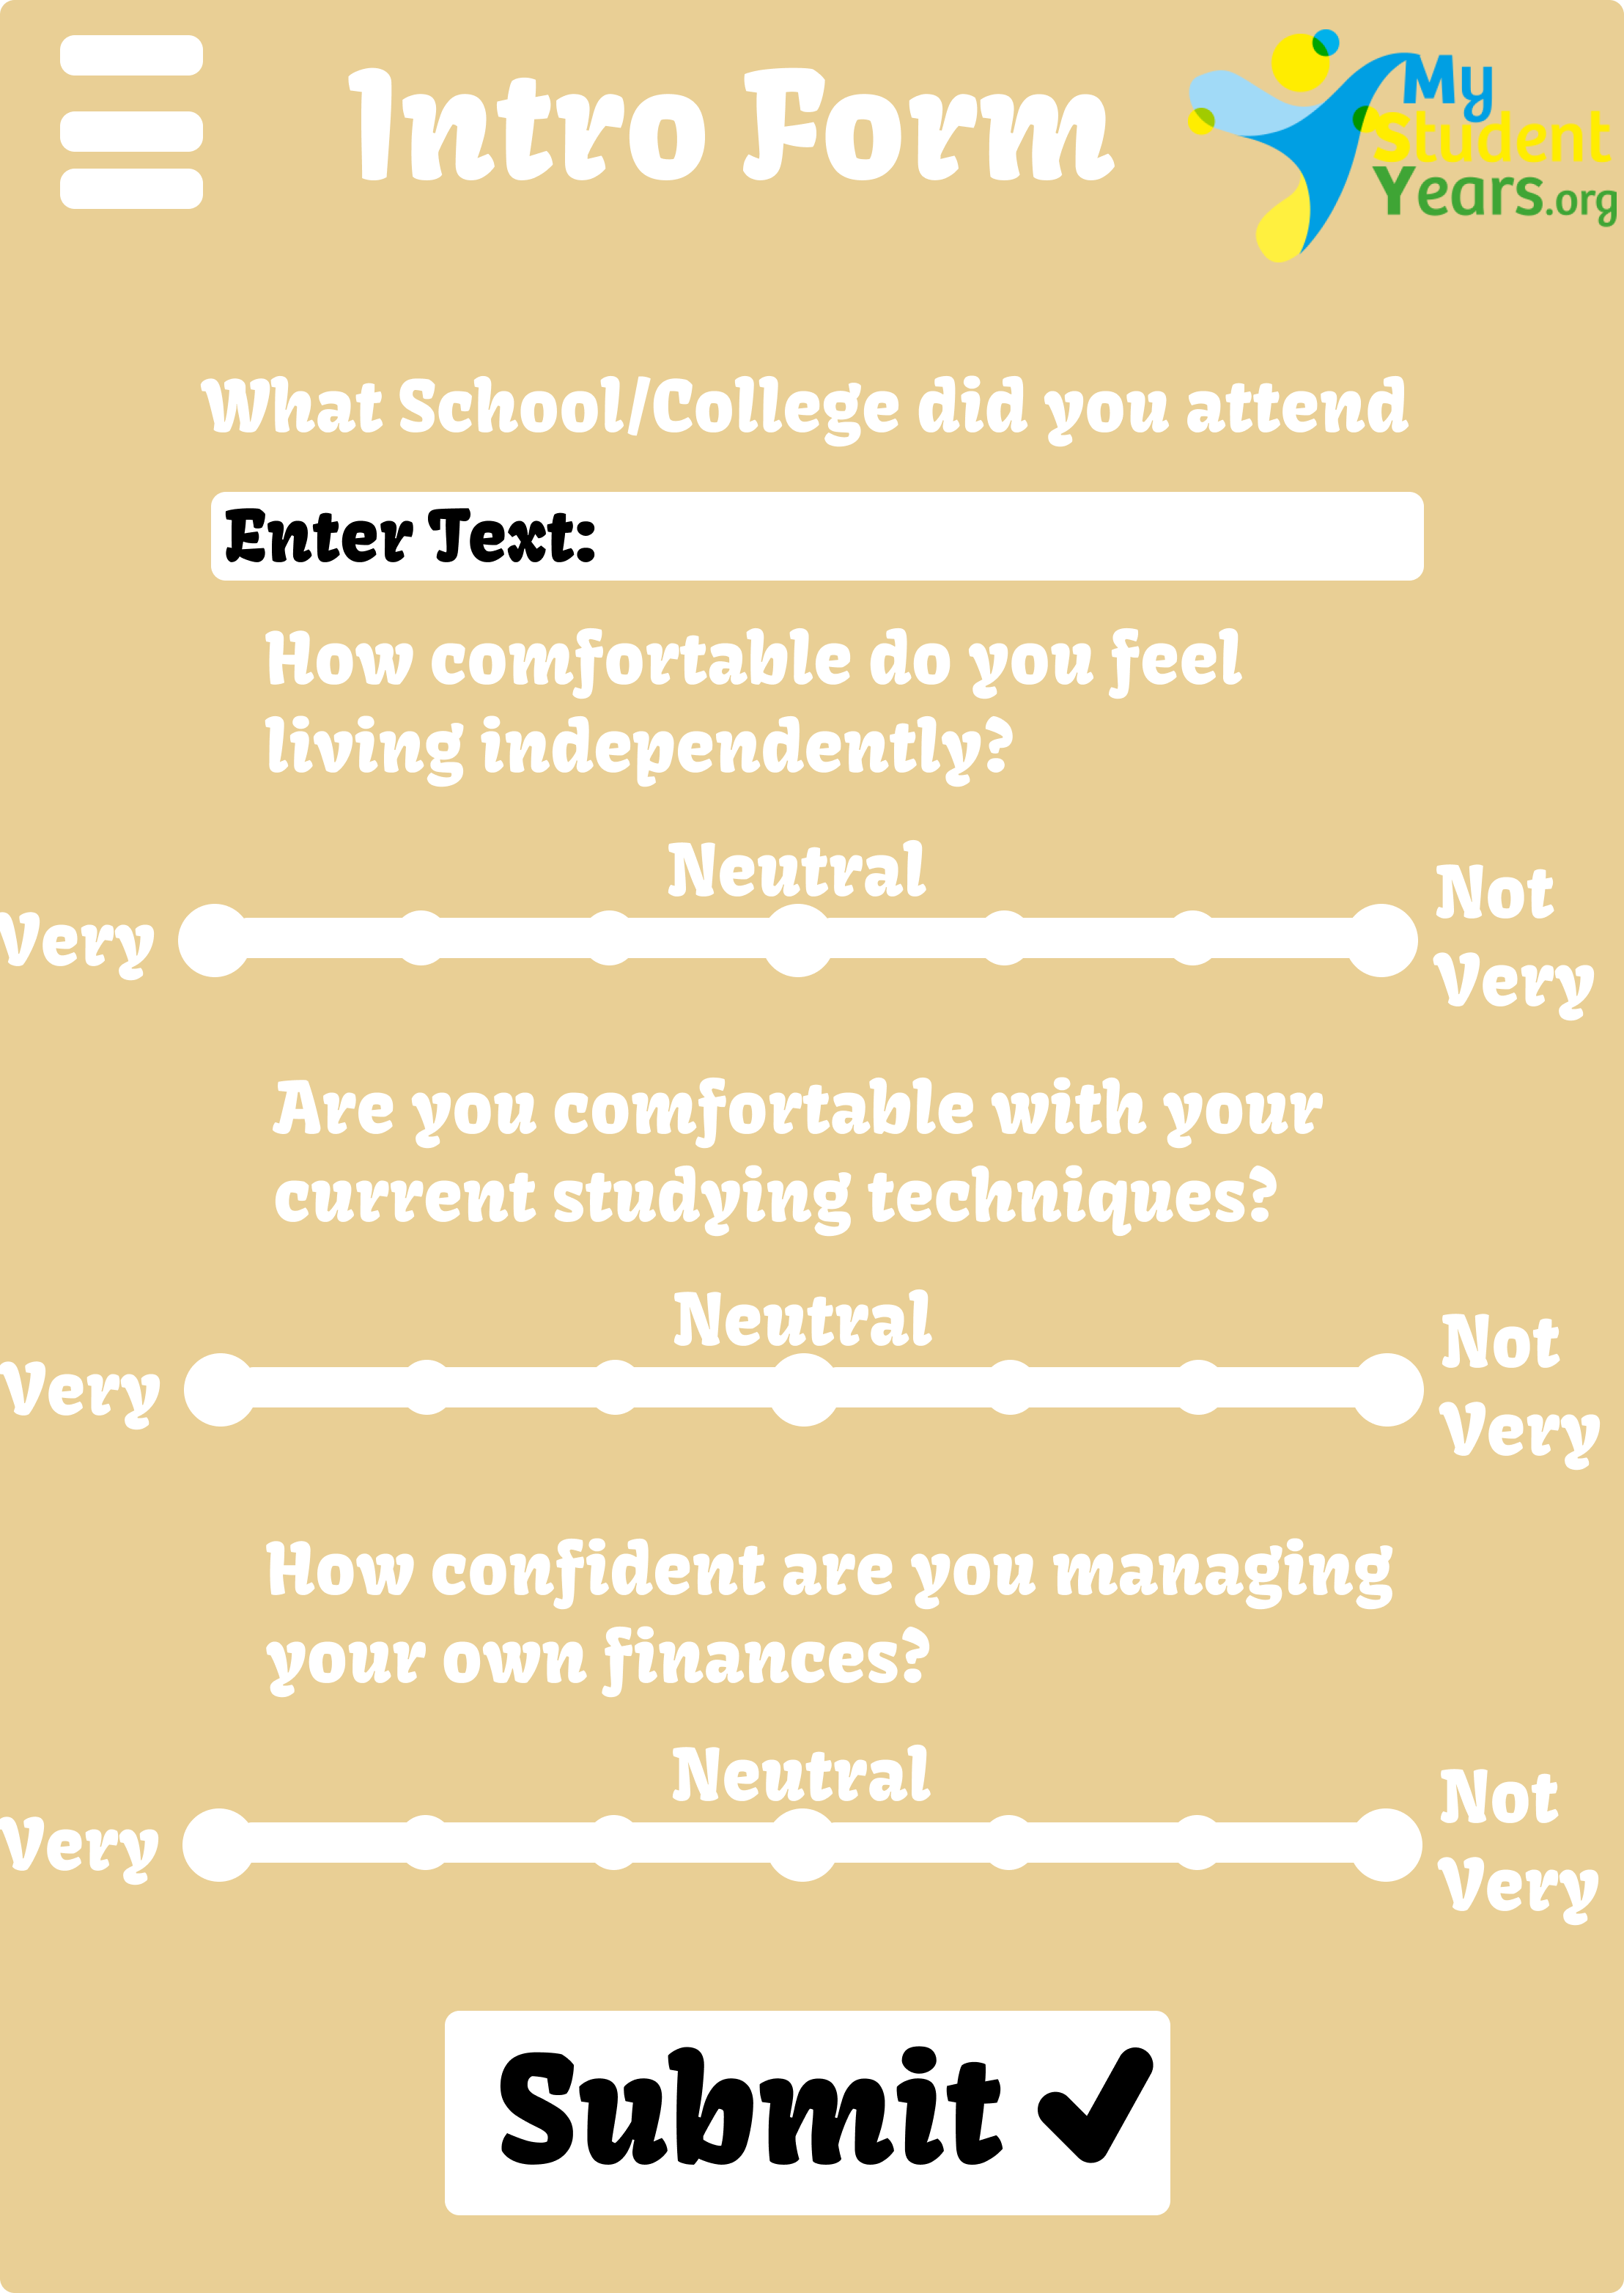 Intro Form
My
Student
Years.org
What School/College did you attend
Enter Text:
How comfortable do you feel
living independently?
Neutral
Very
Not
Very
Are you comfortable with your
current studying techniques?
Neutral
Very
Not
Very
How confident are you managing
your own finances?
Neutral
Very
Not
Very
Submit